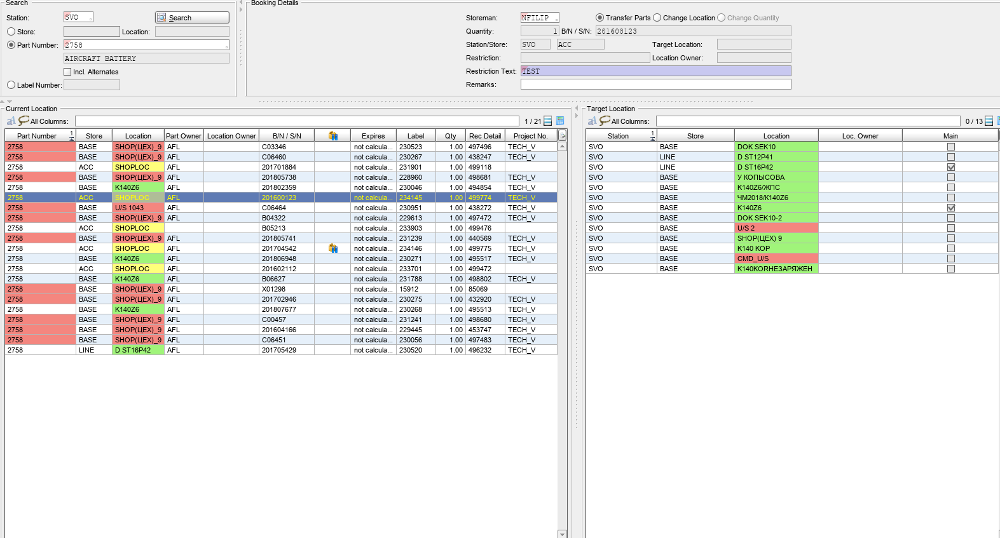 Search
Station: SVO Search
Store: Location:
Part Number: 2758
AIRCRAFT BATTERY
Incl. Alternates
Label Number:
Booking Details
Storeman: NFILIP Transfer Parts Change Location Change Quantity
Quantity: 1 B/N / S/N: 201600123
Station/Store: SVO ACC Target Location:
Restriction: Location Owner:
Restriction Text: TEST
Remarks:
Current Location
All Columns: 1 / 21
Part Number 1 Store Location Part Owner Location Owner B/N / S/N Expires Label Qty Rec Detail Project No.
2758 BASE SHOP(ЦЕХ)_9 AFL C03346 not calcula... 230523 1.00 497496 TECH_V
2758 BASE SHOP(ЦЕХ)_9 AFL C06460 not calcula... 230267 1.00 438247 TECH_V
2758 ACC SHOPLOC AFL 201701884 not calcula... 231901 1.00 499118
2758 BASE SHOP(ЦЕХ)_9 AFL 201805738 not calcula... 228960 1.00 498681 TECH_V
2758 BASE K140Z6 AFL 201802359 not calcula... 230046 1.00 494854 TECH_V
2758 ACC SHOPLOC AFL 201600123 not calcula... 234145 1.00 499774 TECH_V
2758 BASE U/S 1043 AFL C06464 not calcula... 230951 1.00 438272 TECH_V
2758 BASE SHOP(ЦЕХ)_9 AFL B04322 not calcula... 229613 1.00 497472 TECH_V
2758 ACC SHOPLOC B05213 not calcula... 233903 1.00 499476
2758 BASE SHOP(ЦЕХ)_9 AFL 201805741 not calcula... 231239 1.00 440569 TECH_V
2758 ACC SHOPLOC AFL 201704542 not calcula... 234146 1.00 499775 TECH_V
2758 BASE K140Z6 AFL 201806948 not calcula... 230271 1.00 495517 TECH_V
2758 ACC SHOPLOC AFL 201602112 not calcula... 233701 1.00 499472
2758 BASE K140Z6 AFL B06627 not calcula... 231788 1.00 498802 TECH_V
2758 BASE SHOP(ЦЕХ)_9 AFL X01298 not calcula... 15912 1.00 85069
2758 BASE SHOP(ЦЕХ)_9 AFL 201702946 not calcula... 230275 1.00 432920 TECH_V
2758 BASE K140Z6 AFL 201807677 not calcula... 230268 1.00 495513 TECH_V
2758 BASE SHOP(ЦЕХ)_9 AFL C00457 not calcula... 231241 1.00 498680 TECH_V
2758 BASE SHOP(ЦЕХ)_9 AFL 201604166 not calcula... 229445 1.00 453747 TECH_V
2758 BASE SHOP(ЦЕХ)_9 AFL C06451 not calcula... 230056 1.00 497483 TECH_V
2758 LINE D ST16P42 AFL 201705429 not calcula... 230520 1.00 496232 TECH_V
Target Location
All Columns: 0 / 13
Station 1 Store Location Loc. Owner Main
SVO BASE DOK SEK10
SVO LINE D ST12P41
SVO LINE D ST16P42
SVO BASE У КОПЫСОВА
SVO BASE K140Z6/ЖПС
SVO BASE ЧМ2018/K140Z6
SVO BASE K140Z6
SVO BASE DOK SEK10-2
SVO BASE U/S 2
SVO BASE SHOP(ЦЕХ) 9
SVO BASE K140 KOP
SVO BASE CMD_U/S
SVO BASE K140KORНЕЗАРЯЖЕН